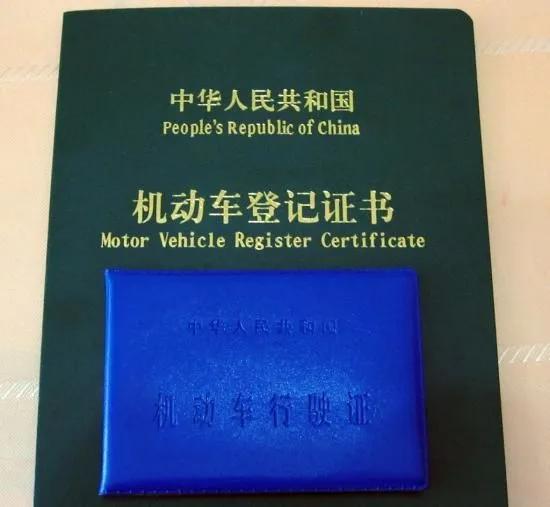 中华人民共和国
People's Republic of China
机动车登记证书
Motor Vehicle Register Certificate
中华人民共和国
机动车行驶证